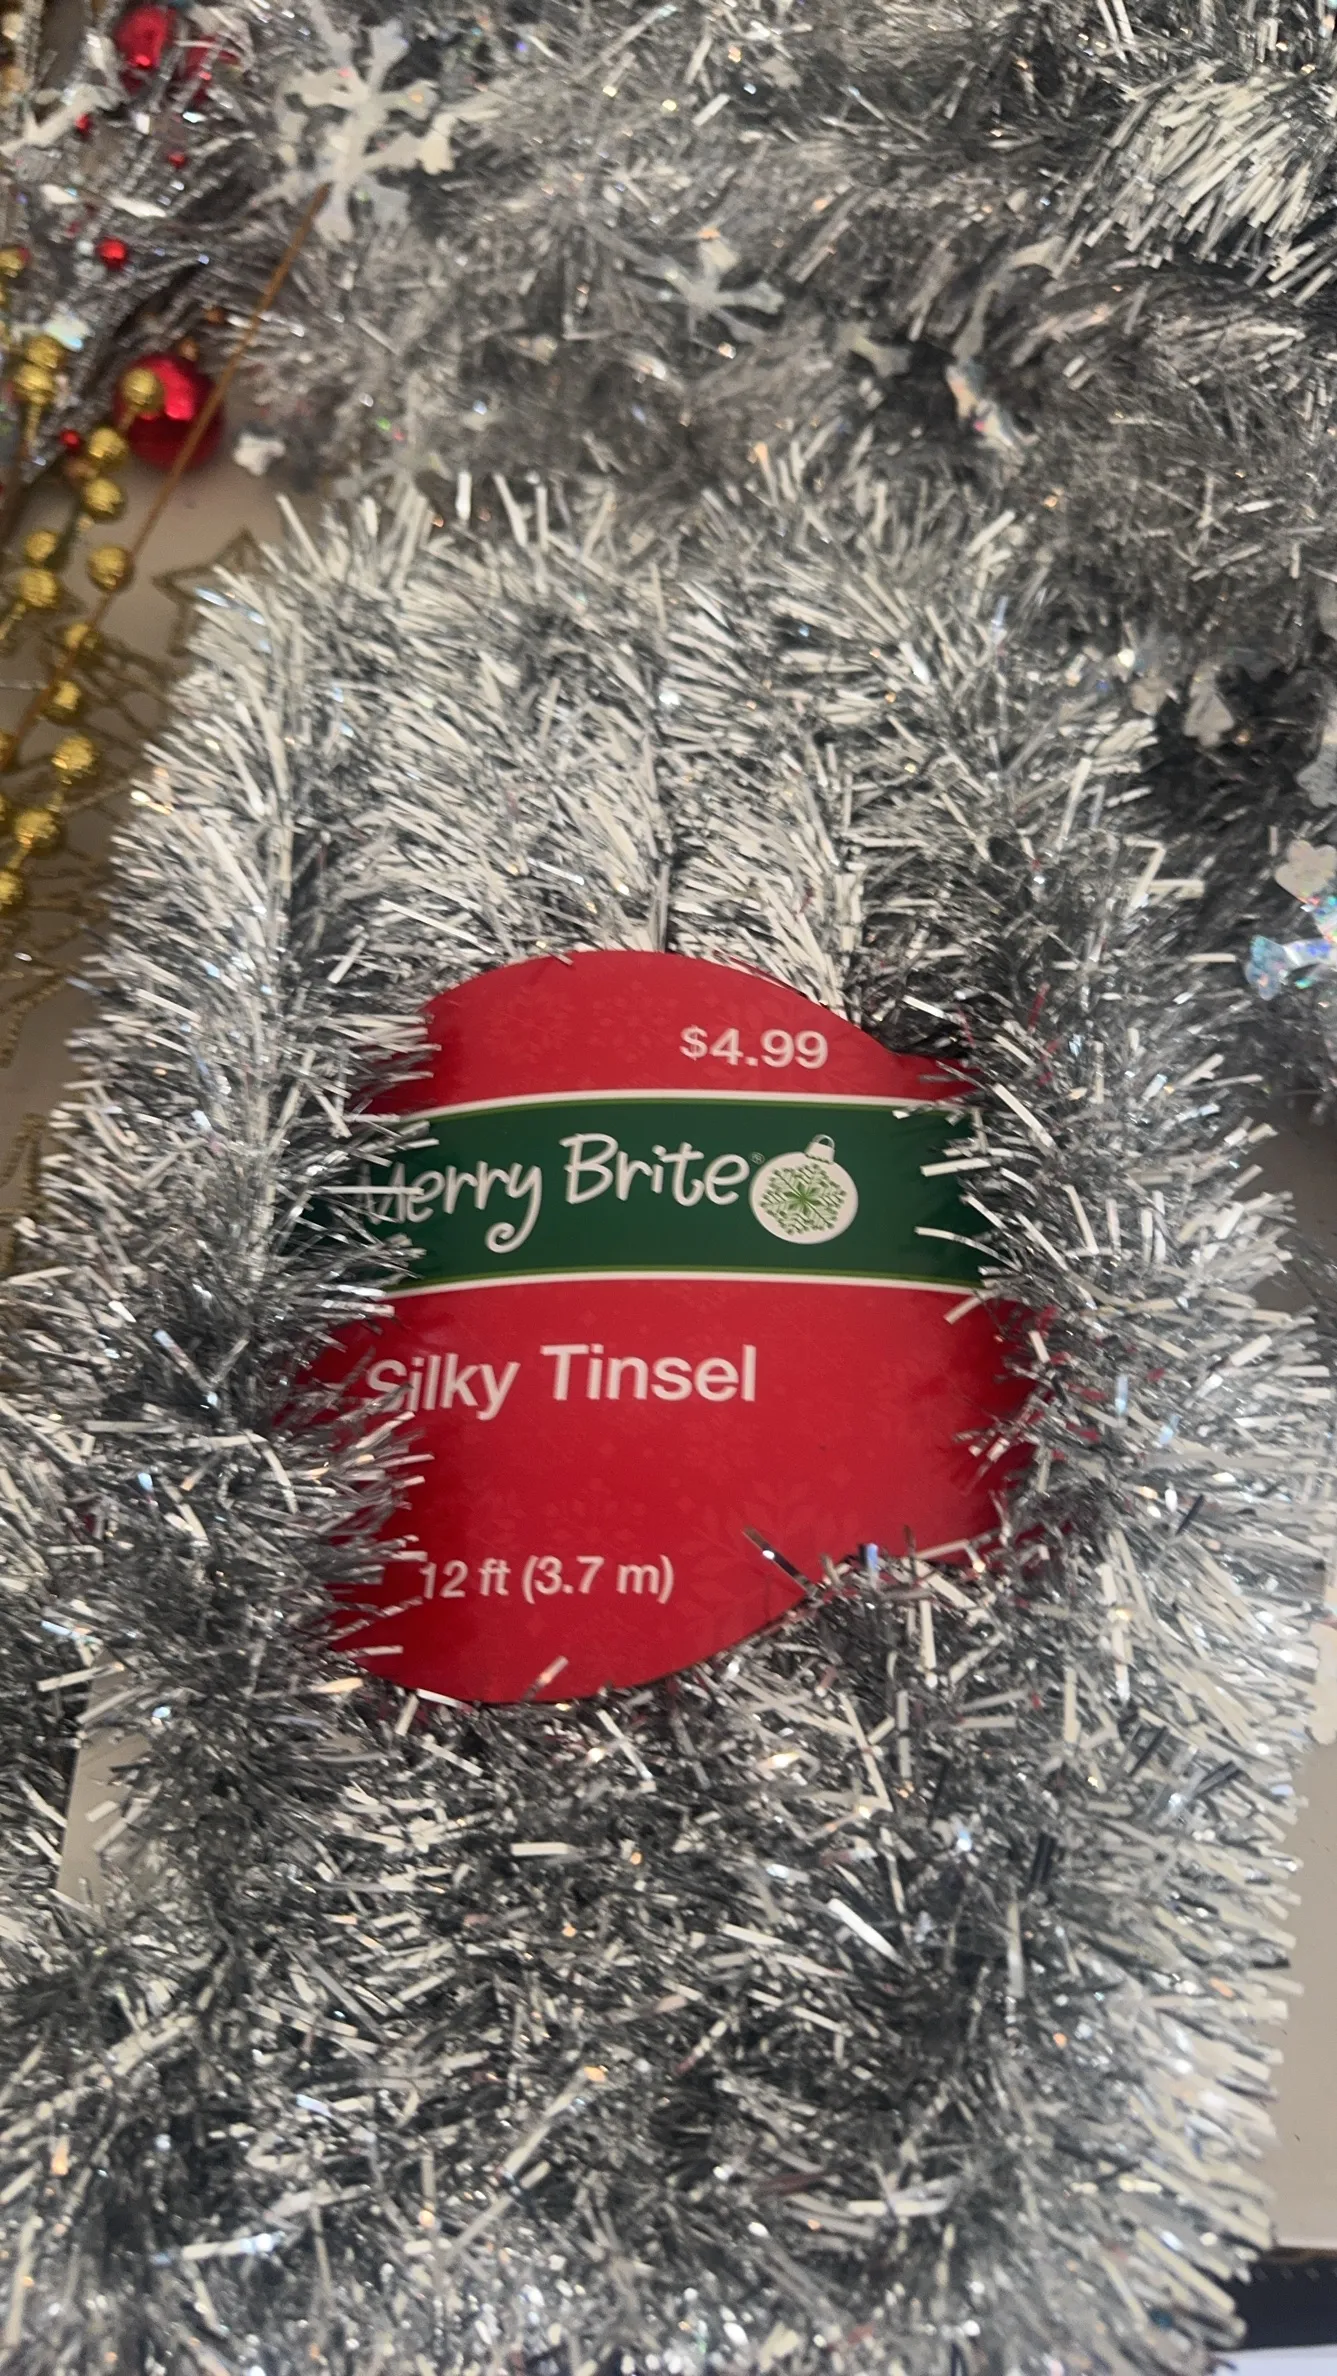 $4.99
Merry Brite®
Silky Tinsel
12 ft (3.7 m)